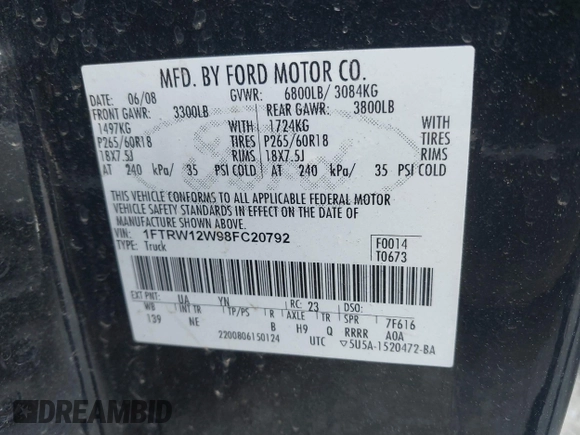 MFD. BY FORD MOTOR CO.
DATE: 06/08 GVWR: 6800LB/ 3084KG
FRONT GAWR: 3300LB REAR GAWR: 3800LB
1497KG WITH 1724KG WITH
P265/60R18 TIRES P265/60R18 TIRES
18X7.5J RIMS 18X7.5J RIMS
AT 240 kPa/ 35 PSI COLD AT 240 kPa/ 35 PSI COLD
THIS VEHICLE CONFORMS TO ALL APPLICABLE FEDERAL MOTOR
VEHICLE SAFETY STANDARDS IN EFFECT ON THE DATE OF
MANUFACTURE SHOWN ABOVE.
VIN: 1FTRW12W98FC20792 F0014
TYPE: Truck T0673
EXT PNT: UA YN RC: 23 DSO:
WB INT TR TP/PS R AXLE TR SPR 7F616
139 NE B H9 Q RRRR AOA
2200806150124 UTC ▽5U5A-1520472-BA
DREAMBID